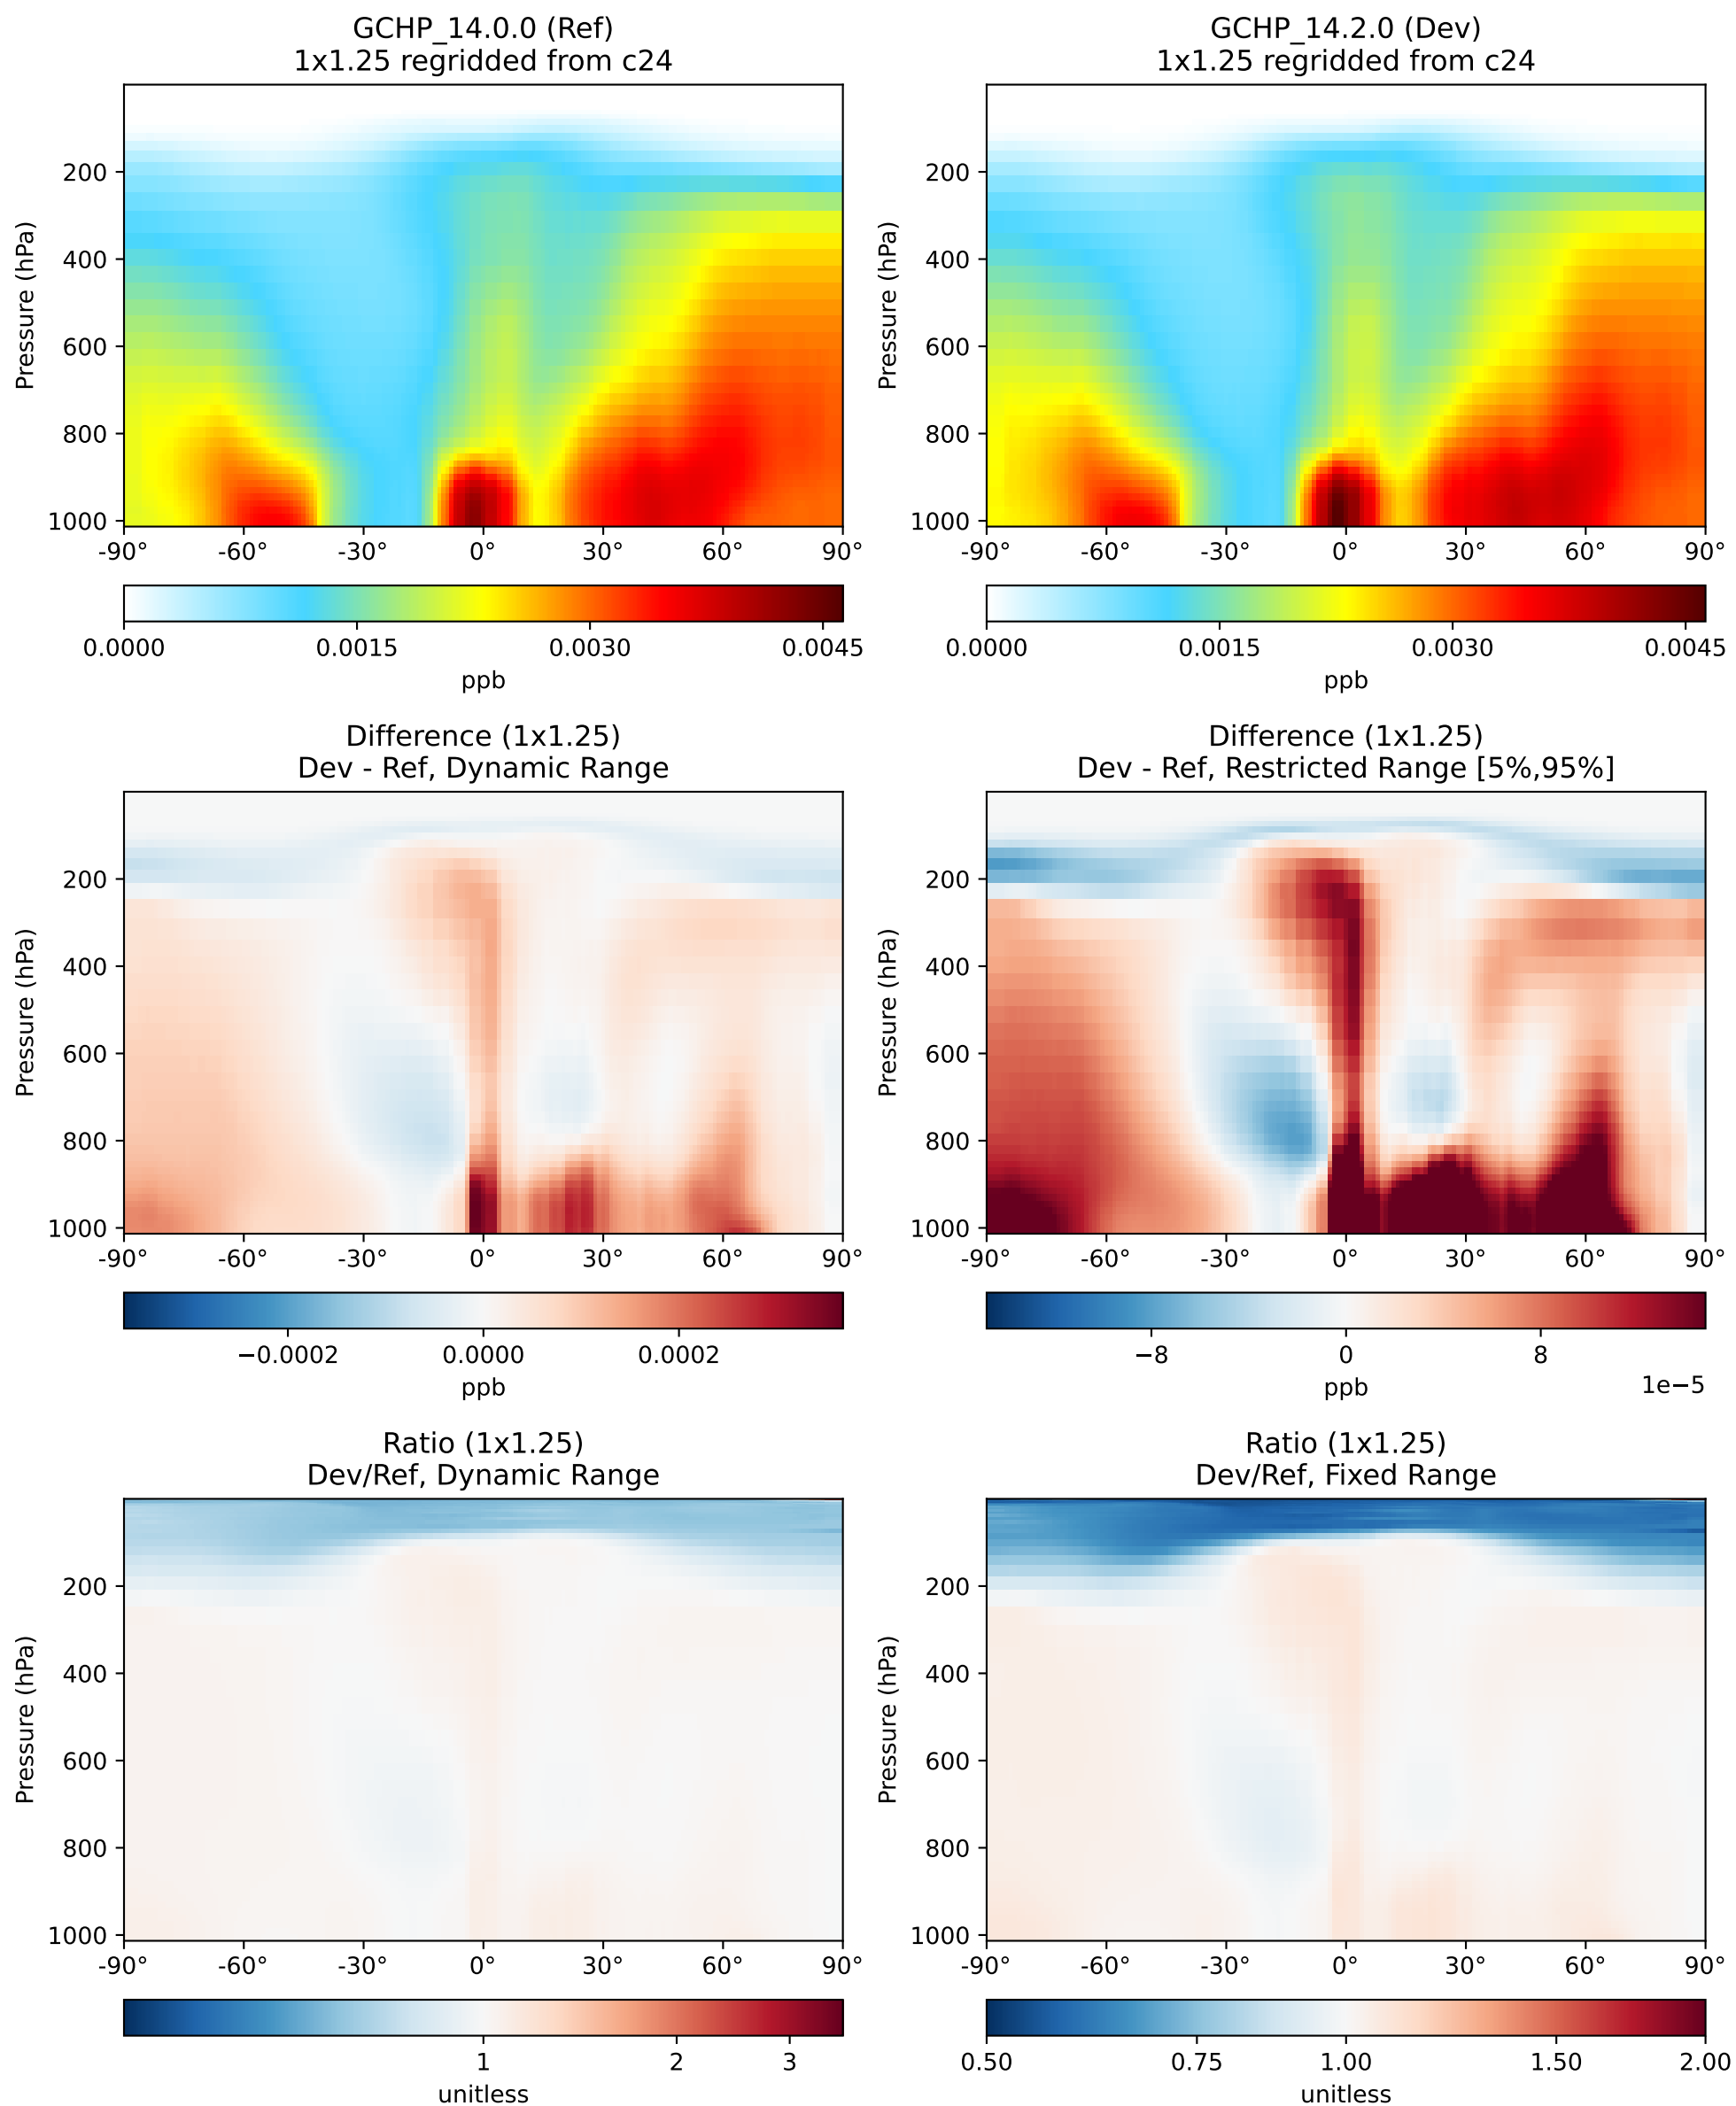 GCHP_14.0.0 (Ref)
1x1.25 regridded from c24
Pressure (hPa)
200
400
600
800
1000
-90° -60° -30° 0° 30° 60° 90°
0.0000 0.0015 0.0030 0.0045
ppb
GCHP_14.2.0 (Dev)
1x1.25 regridded from c24
Pressure (hPa)
200
400
600
800
1000
-90° -60° -30° 0° 30° 60° 90°
0.0000 0.0015 0.0030 0.0045
ppb
Difference (1x1.25)
Dev - Ref, Dynamic Range
Pressure (hPa)
200
400
600
800
1000
-90° -60° -30° 0° 30° 60° 90°
−0.0002 0.0000 0.0002
ppb
Difference (1x1.25)
Dev - Ref, Restricted Range [5%,95%]
Pressure (hPa)
200
400
600
800
1000
-90° -60° -30° 0° 30° 60° 90°
−8 0 8
ppb
1e−5
Ratio (1x1.25)
Dev/Ref, Dynamic Range
Pressure (hPa)
200
400
600
800
1000
-90° -60° -30° 0° 30° 60° 90°
1 2 3
unitless
Ratio (1x1.25)
Dev/Ref, Fixed Range
Pressure (hPa)
200
400
600
800
1000
-90° -60° -30° 0° 30° 60° 90°
0.50 0.75 1.00 1.50 2.00
unitless